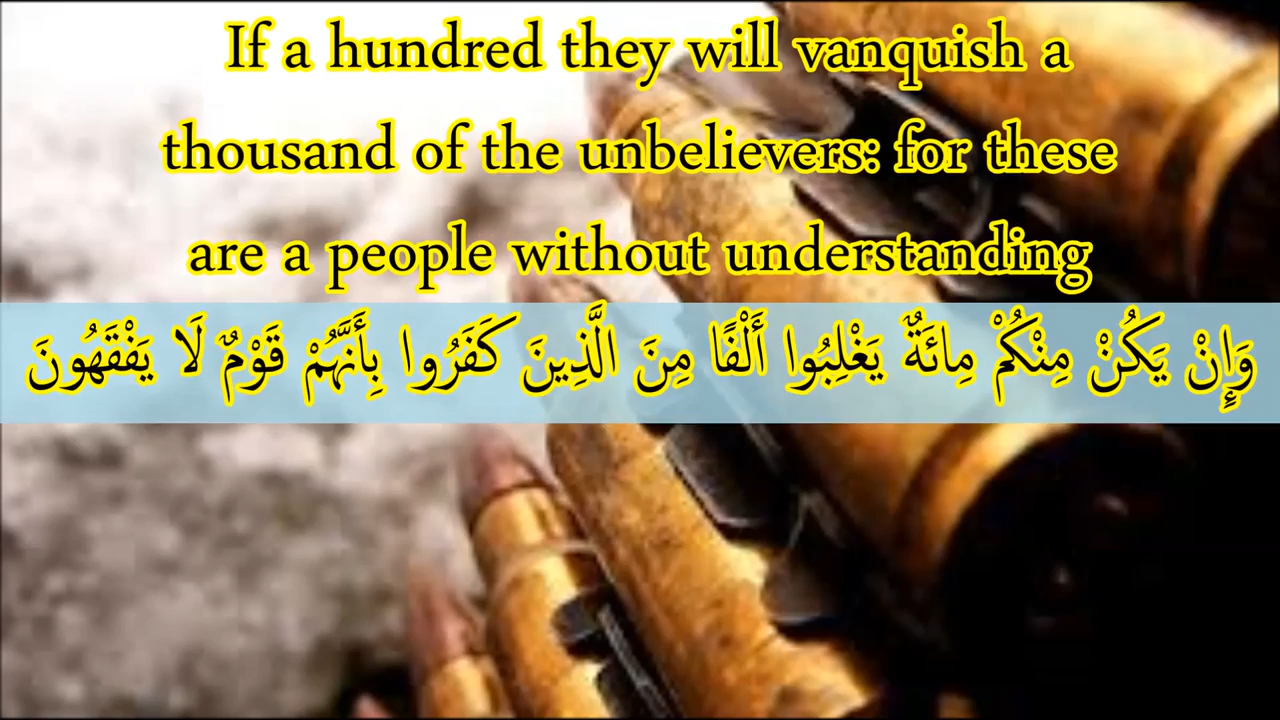 If a hundred they will vanquish a
thousand of the unbelievers: for these
are a people without understanding
وَإِنْ يَكُنْ مِنْكُمْ مِائَةٌ يَغْلِبُوا أَلْفًا مِنَ الَّذِينَ كَفَرُوا بِأَنَّهُمْ قَوْمٌ لَا يَفْقَهُونَ